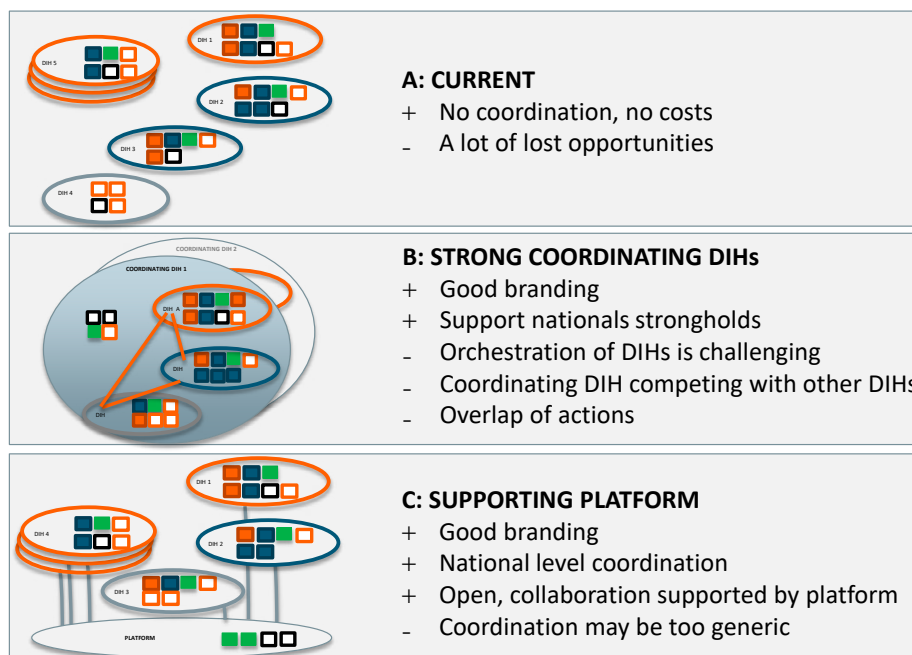 DIH 5
DIH 1
DIH 2
DIH 3
DIH 4
A: CURRENT
+ No coordination, no costs
- A lot of lost opportunities
COORDINATING DIH 2
COORDINATING DIH 1
DIH A
DIH
DIH
B: STRONG COORDINATING DIHs
+ Good branding
+ Support nationals strongholds
- Orchestration of DIHs is challenging
- Coordinating DIH competing with other DIHs
- Overlap of actions
DIH 1
DIH 4
DIH 2
DIH 3
PLATFORM
C: SUPPORTING PLATFORM
+ Good branding
+ National level coordination
+ Open, collaboration supported by platform
- Coordination may be too generic